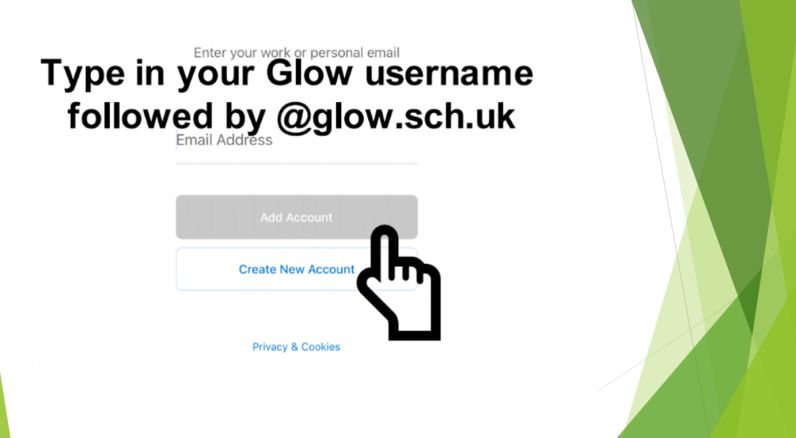 Enter your work or personal email
Type in your Glow username
followed by @glow.sch.uk
Email Address
Add Account
Create New Account
Privacy & Cookies